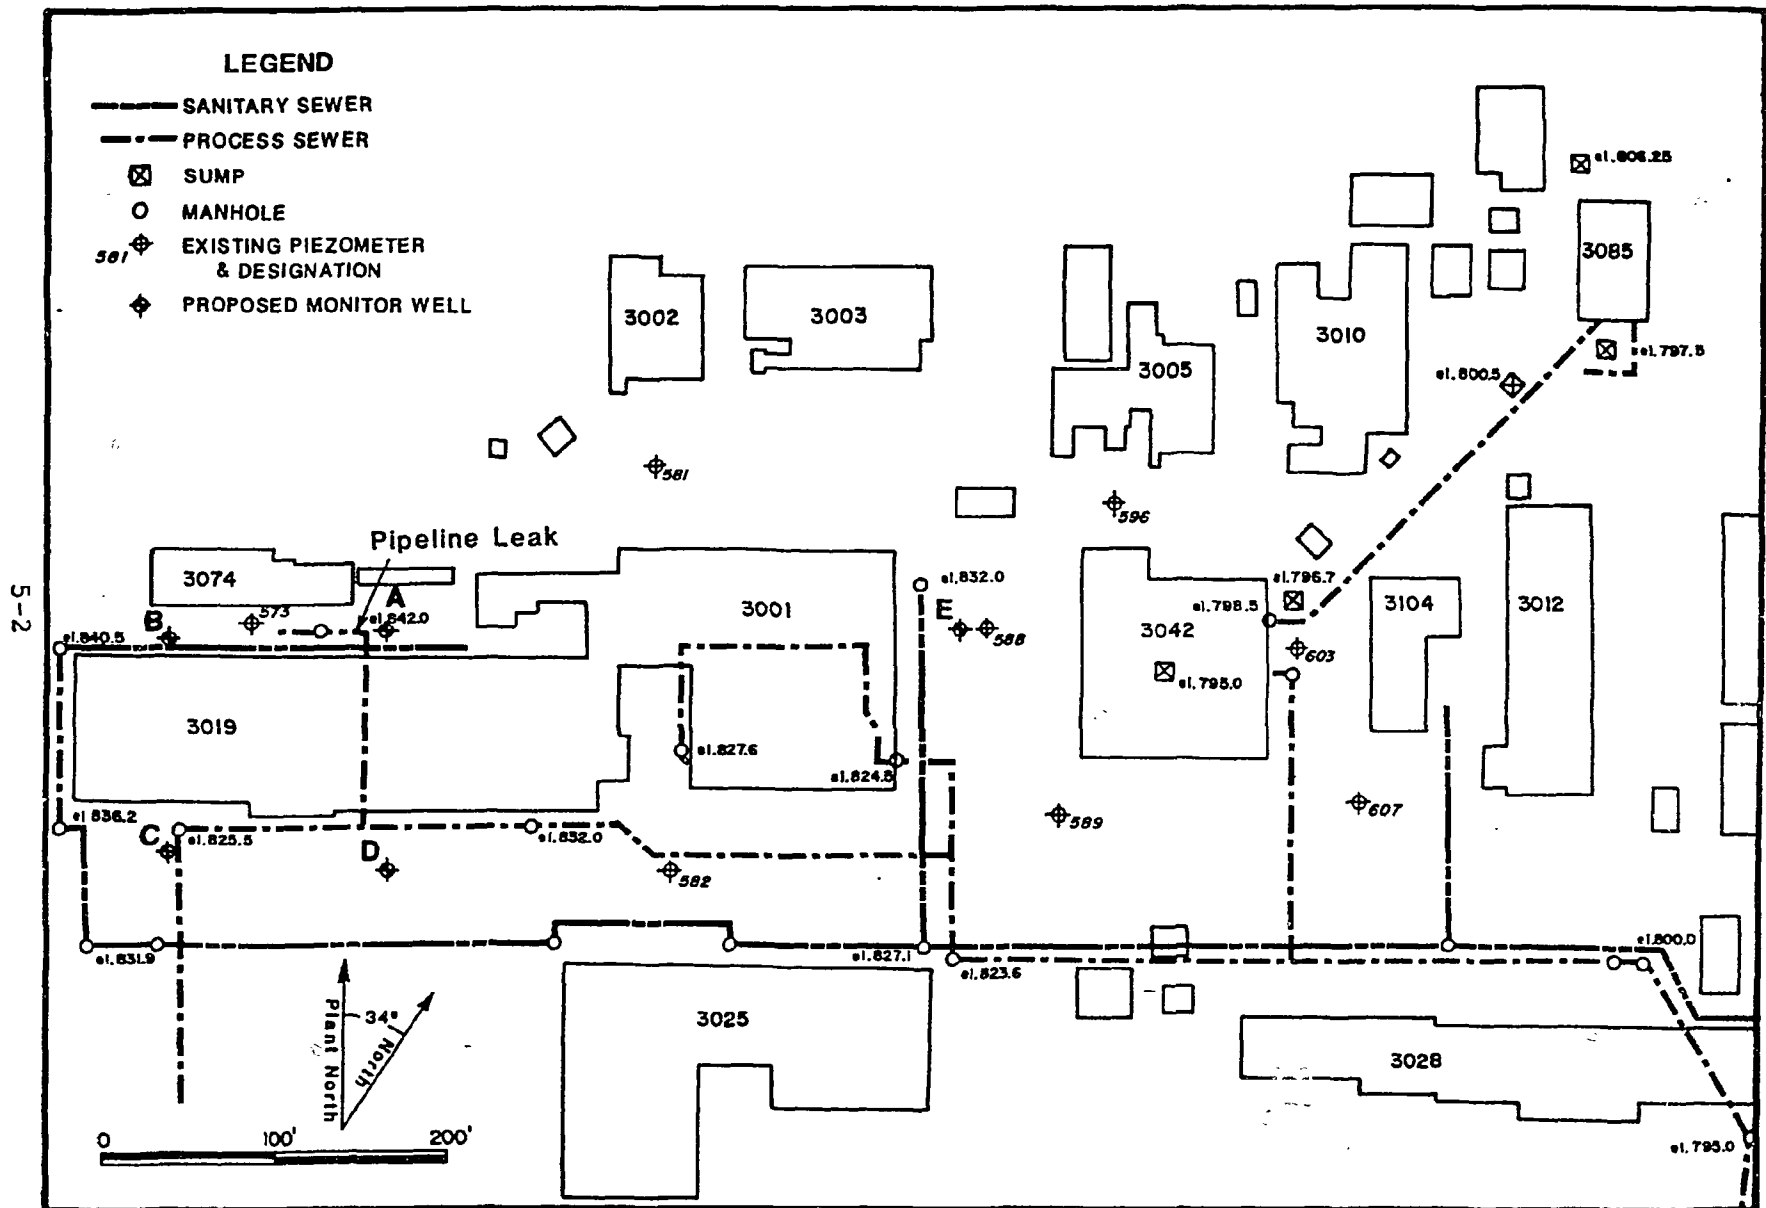 LEGEND
SANITARY SEWER
PROCESS SEWER
SUMP
MANHOLE
581
EXISTING PIEZOMETER
& DESIGNATION
PROPOSED MONITOR WELL
el.806.25
3085
3002
3003
3010
3005
el.797.5
el.800.5
581
596
Pipeline Leak
5-2
3074
573
A
el.842.0
B
el.840.5
3001
el.832.0
E
588
el.796.7
el.798.5
3104
3012
3042
603
el.795.0
3019
el.827.6
el.824.5
589
607
el 836.2
C
el.825.5
el.832.0
D
582
el.831.9
el.827.1
el.823.6
el.800.0
34°
Plant North
North
3025
3028
0
100'
200'
el.795.0